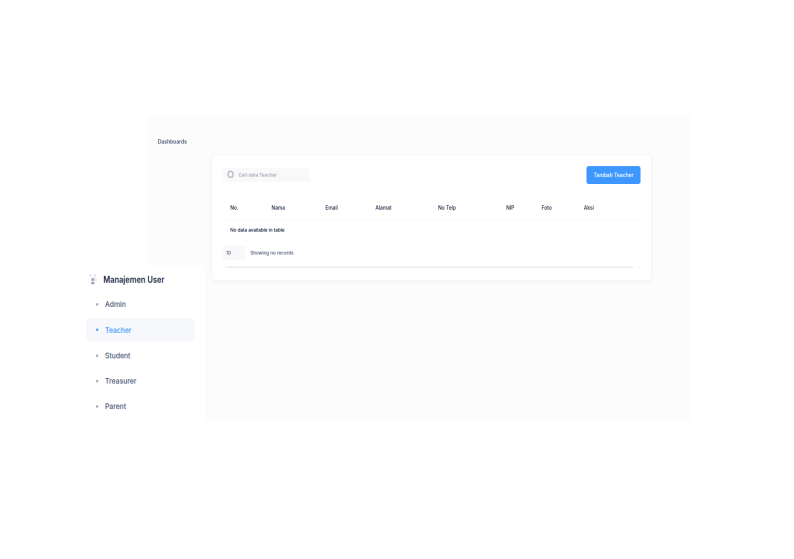 Dashboards
Cari data Teacher
Tambah Teacher
No. Nama Email Alamat No Telp NIP Foto Aksi
No data available in table
10 Showing no records
Manajemen User
Admin
Teacher
Student
Treasurer
Parent